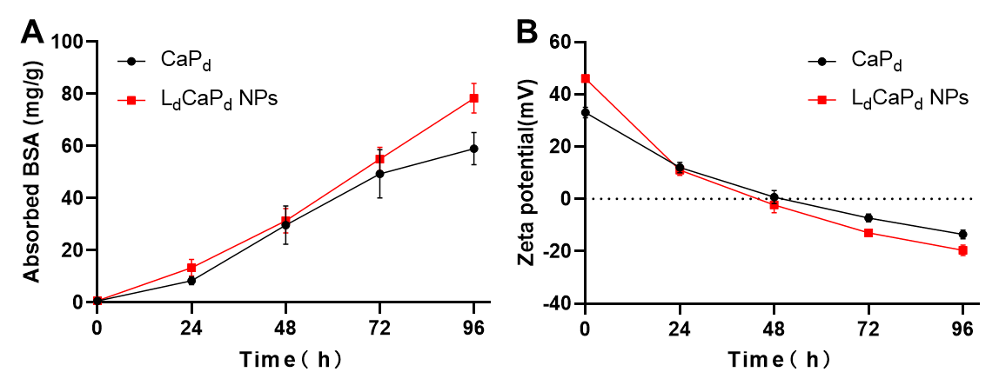 A
Absorbed BSA (mg/g)
100
80
60
40
20
0
CaPd
LdCaPd NPs
0 24 48 72 96
Time( h)
B
Zeta potential(mV)
60
40
20
0
-20
-40
CaPd
LdCaPd NPs
0 24 48 72 96
Time( h)